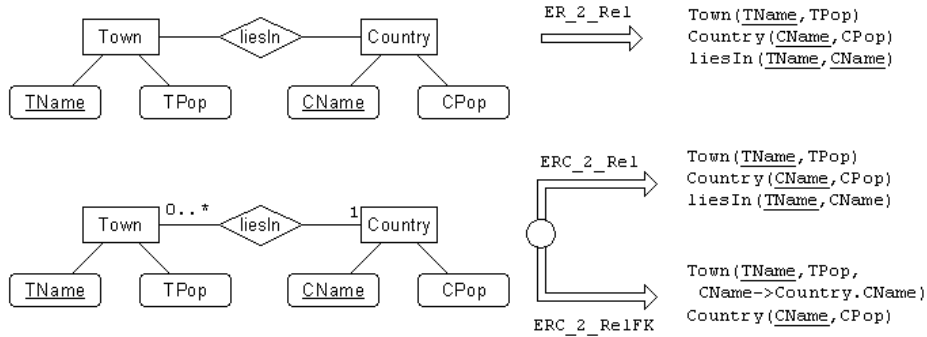 ER_2_Rel
Town liesIn Country
TName TPop CName CPop
Town(TName,TPop)
Country(CName,CPop)
liesIn(TName,CName)
ERC_2_Rel
Town(TName,TPop)
Country(CName,CPop)
liesIn(TName,CName)
Town 0..* liesIn 1 Country
TName TPop CName CPop
ERC_2_RelFK
Town(TName,TPop,
CName->Country.CName)
Country(CName,CPop)